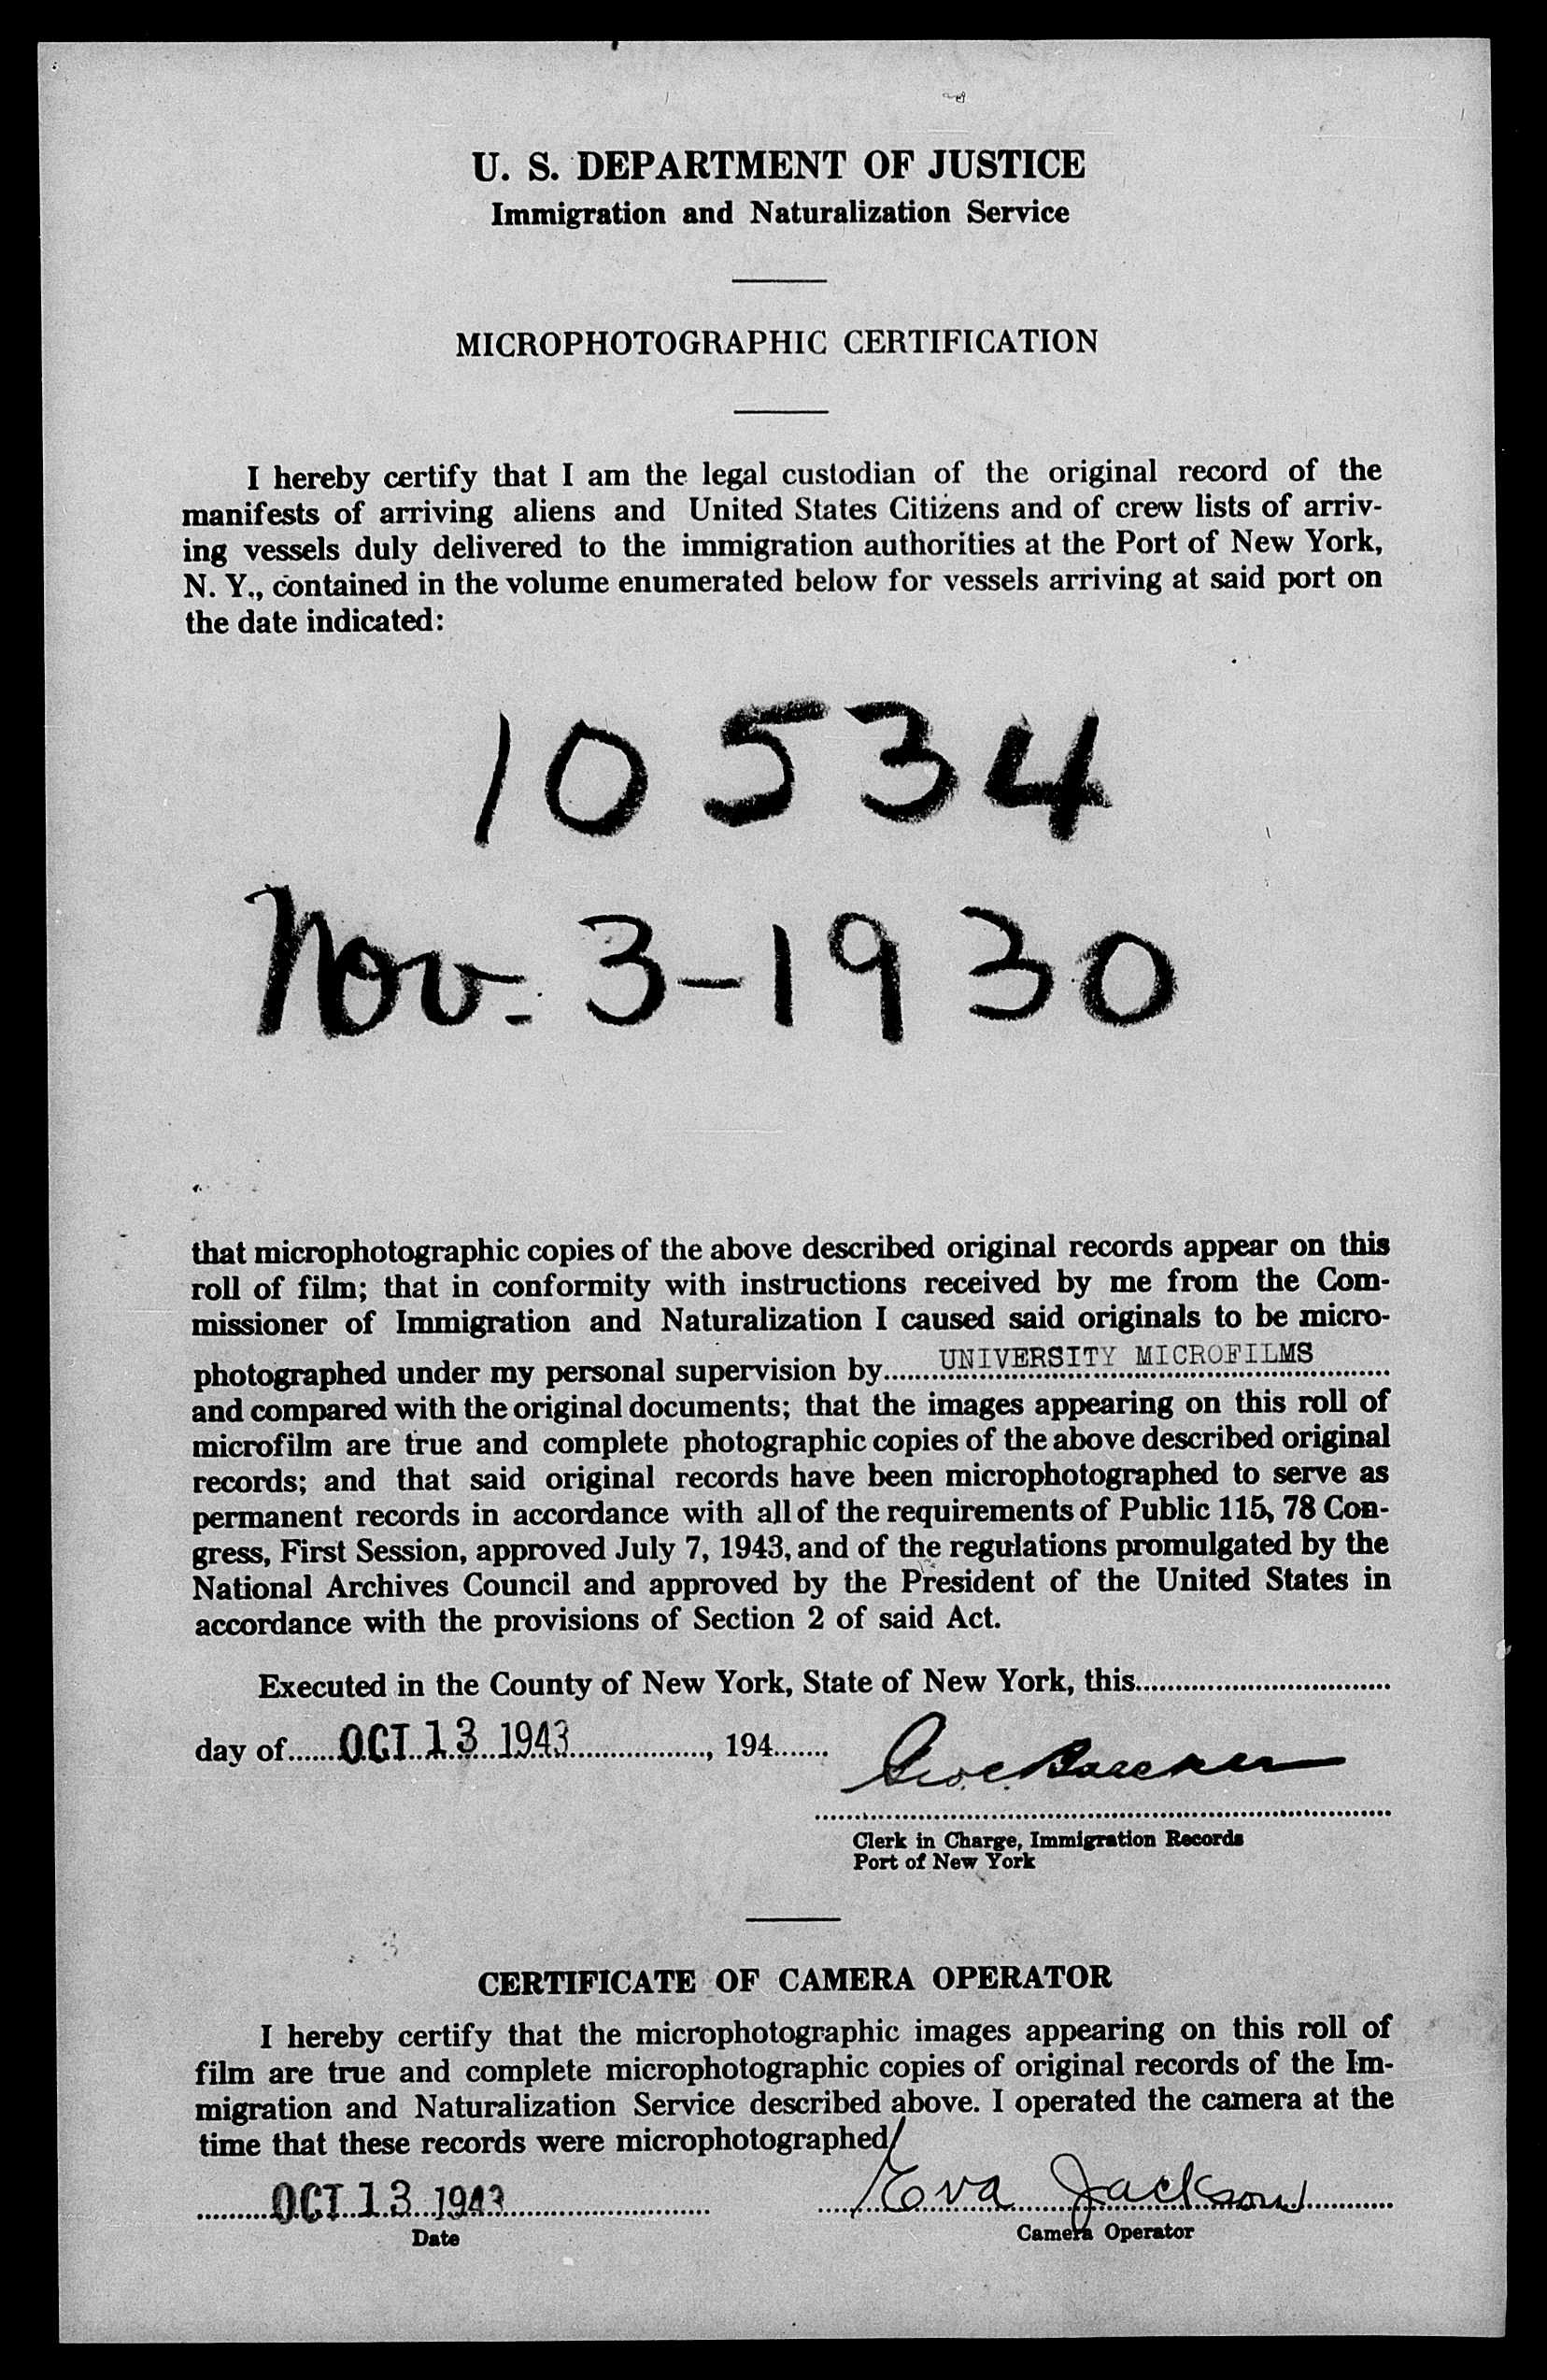 U. S. DEPARTMENT OF JUSTICE
Immigration and Naturalization Service
MICROPHOTOGRAPHIC CERTIFICATION
I hereby certify that I am the legal custodian of the original record of the
manifests of arriving aliens and United States Citizens and of crew lists of arriv-
ing vessels duly delivered to the immigration authorities at the Port of New York,
N. Y., contained in the volume enumerated below for vessels arriving at said port on
the date indicated:
10534
Nov. 3-1930
that microphotographic copies of the above described original records appear on this
roll of film; that in conformity with instructions received by me from the Com-
missioner of Immigration and Naturalization I caused said originals to be micro-
photographed under my personal supervision by UNIVERSITY MICROFILMS
and compared with the original documents; that the images appearing on this roll of
microfilm are true and complete photographic copies of the above described original
records; and that said original records have been microphotographed to serve as
permanent records in accordance with all of the requirements of Public 115, 78 Con-
gress, First Session, approved July 7, 1943, and of the regulations promulgated by the
National Archives Council and approved by the President of the United States in
accordance with the provisions of Section 2 of said Act.
Executed in the County of New York, State of New York, this
day of OCT 13 1943, 194
Clerk in Charge, Immigration Records
Port of New York
CERTIFICATE OF CAMERA OPERATOR
I hereby certify that the microphotographic images appearing on this roll of
film are true and complete microphotographic copies of original records of the Im-
migration and Naturalization Service described above. I operated the camera at the
time that these records were microphotographed
OCT 13 1943 Eva Jackson
Date Camera Operator